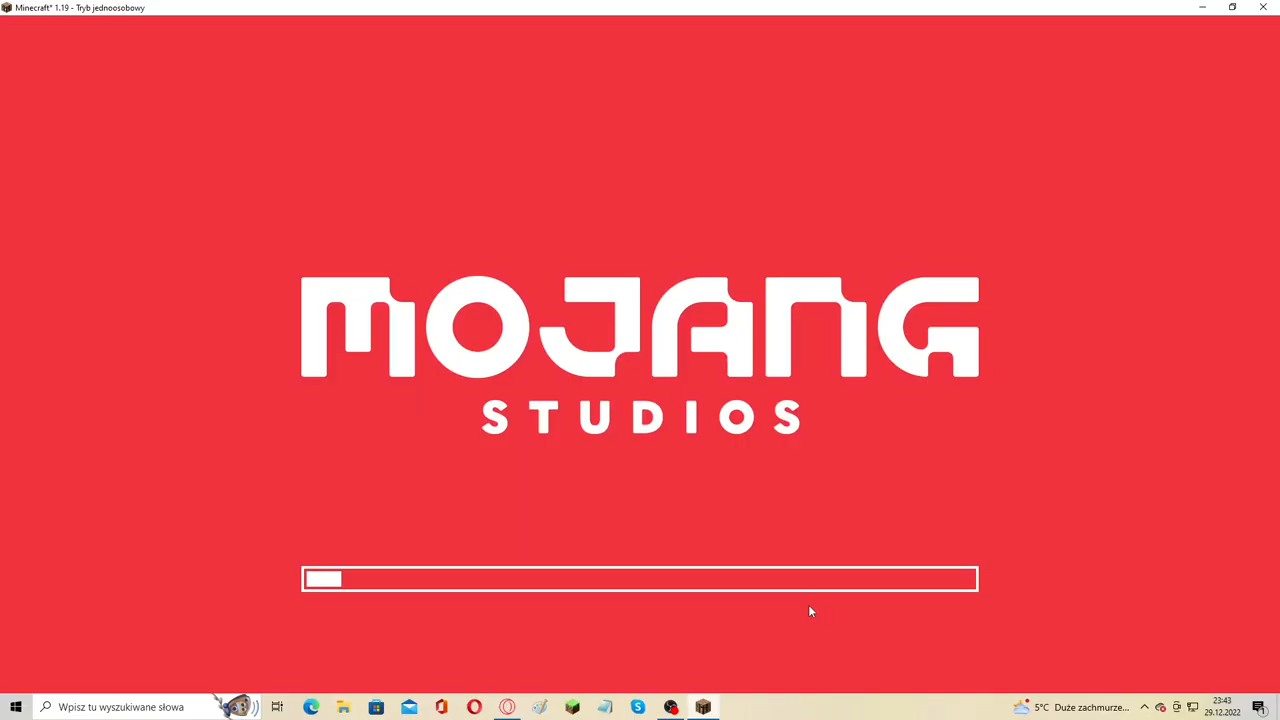 Minecraft* 1.19 - Tryb jednoosobowy
MOJANG
STUDIOS
Wpisz tu wyszukiwane słowa
5°C Duże zachmurze...
23:43
29.12.2022
1